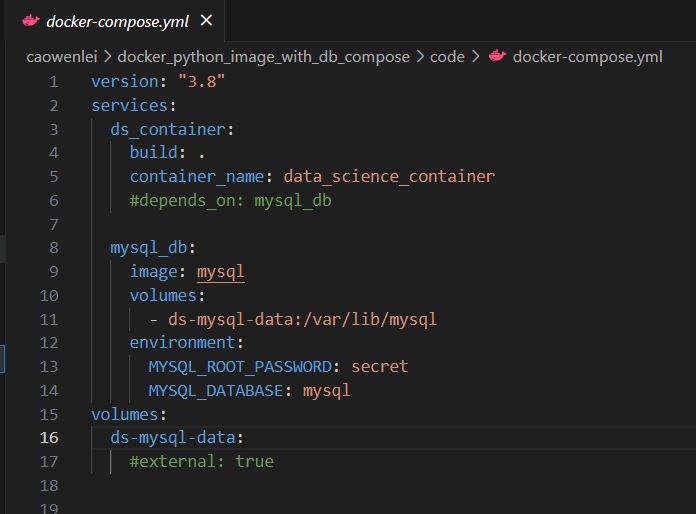 docker-compose.yml
caowenlei > docker_python_image_with_db_compose > code > docker-compose.yml
1 version: "3.8"
2 services:
3   ds_container:
4     build: .
5     container_name: data_science_container
6     #depends_on: mysql_db
7
8   mysql_db:
9     image: mysql
10     volumes:
11       - ds-mysql-data:/var/lib/mysql
12     environment:
13       MYSQL_ROOT_PASSWORD: secret
14       MYSQL_DATABASE: mysql
15 volumes:
16   ds-mysql-data:
17     #external: true
18
19